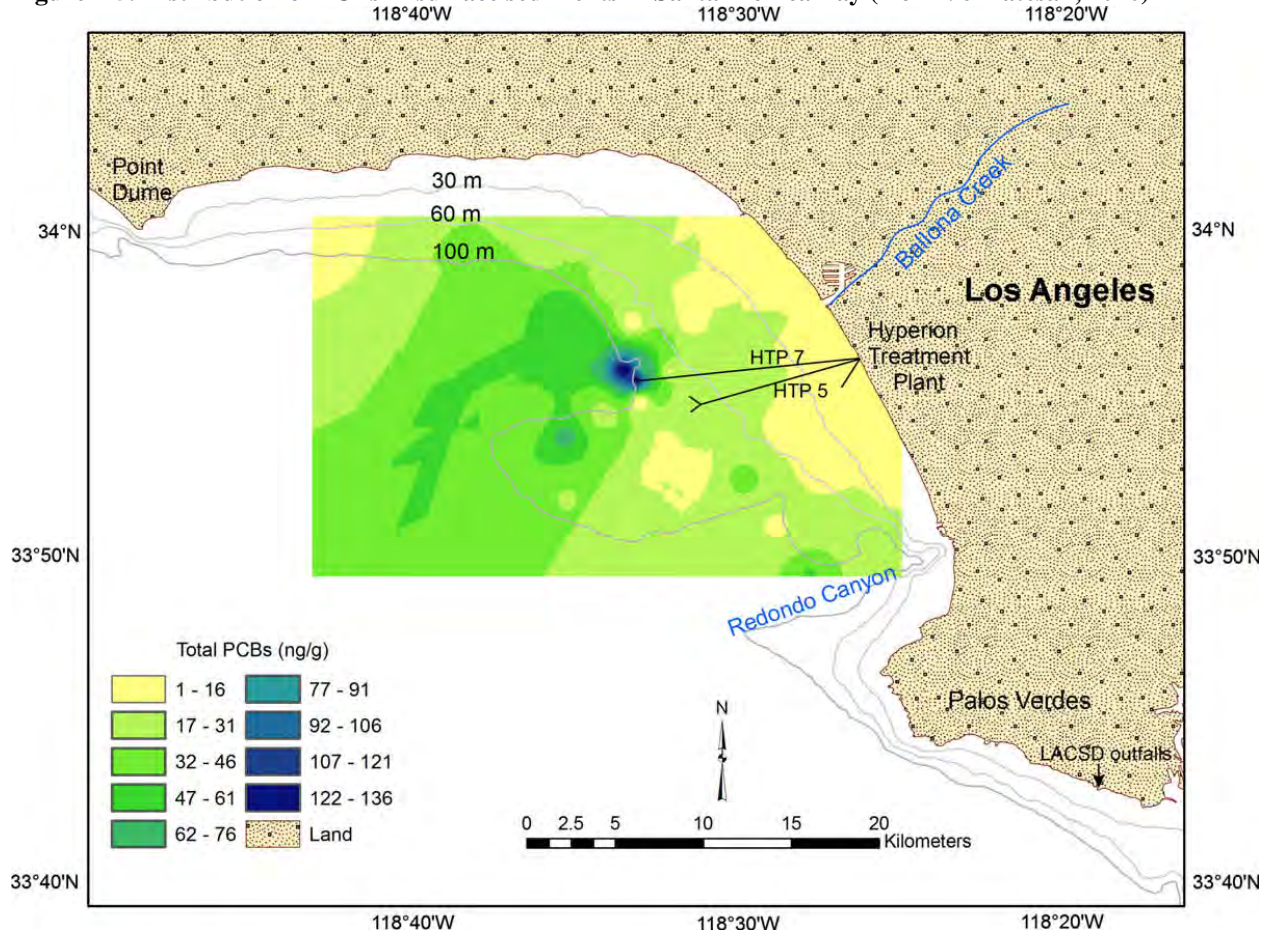 118°40'W 118°30'W 118°20'W
Point
Dume
30 m
60 m
100 m
34°N
34°N
Ballona Creek
Los Angeles
Hyperion
Treatment
Plant
HTP 7
HTP 5
33°50'N
33°50'N
Redondo Canyon
Total PCBs (ng/g)
1 - 16
17 - 31
32 - 46
47 - 61
62 - 76
77 - 91
92 - 106
107 - 121
122 - 136
Land
N
Palos Verdes
LACSD outfalls
0 2.5 5 10 15 20
Kilometers
33°40'N
33°40'N
118°40'W 118°30'W 118°20'W